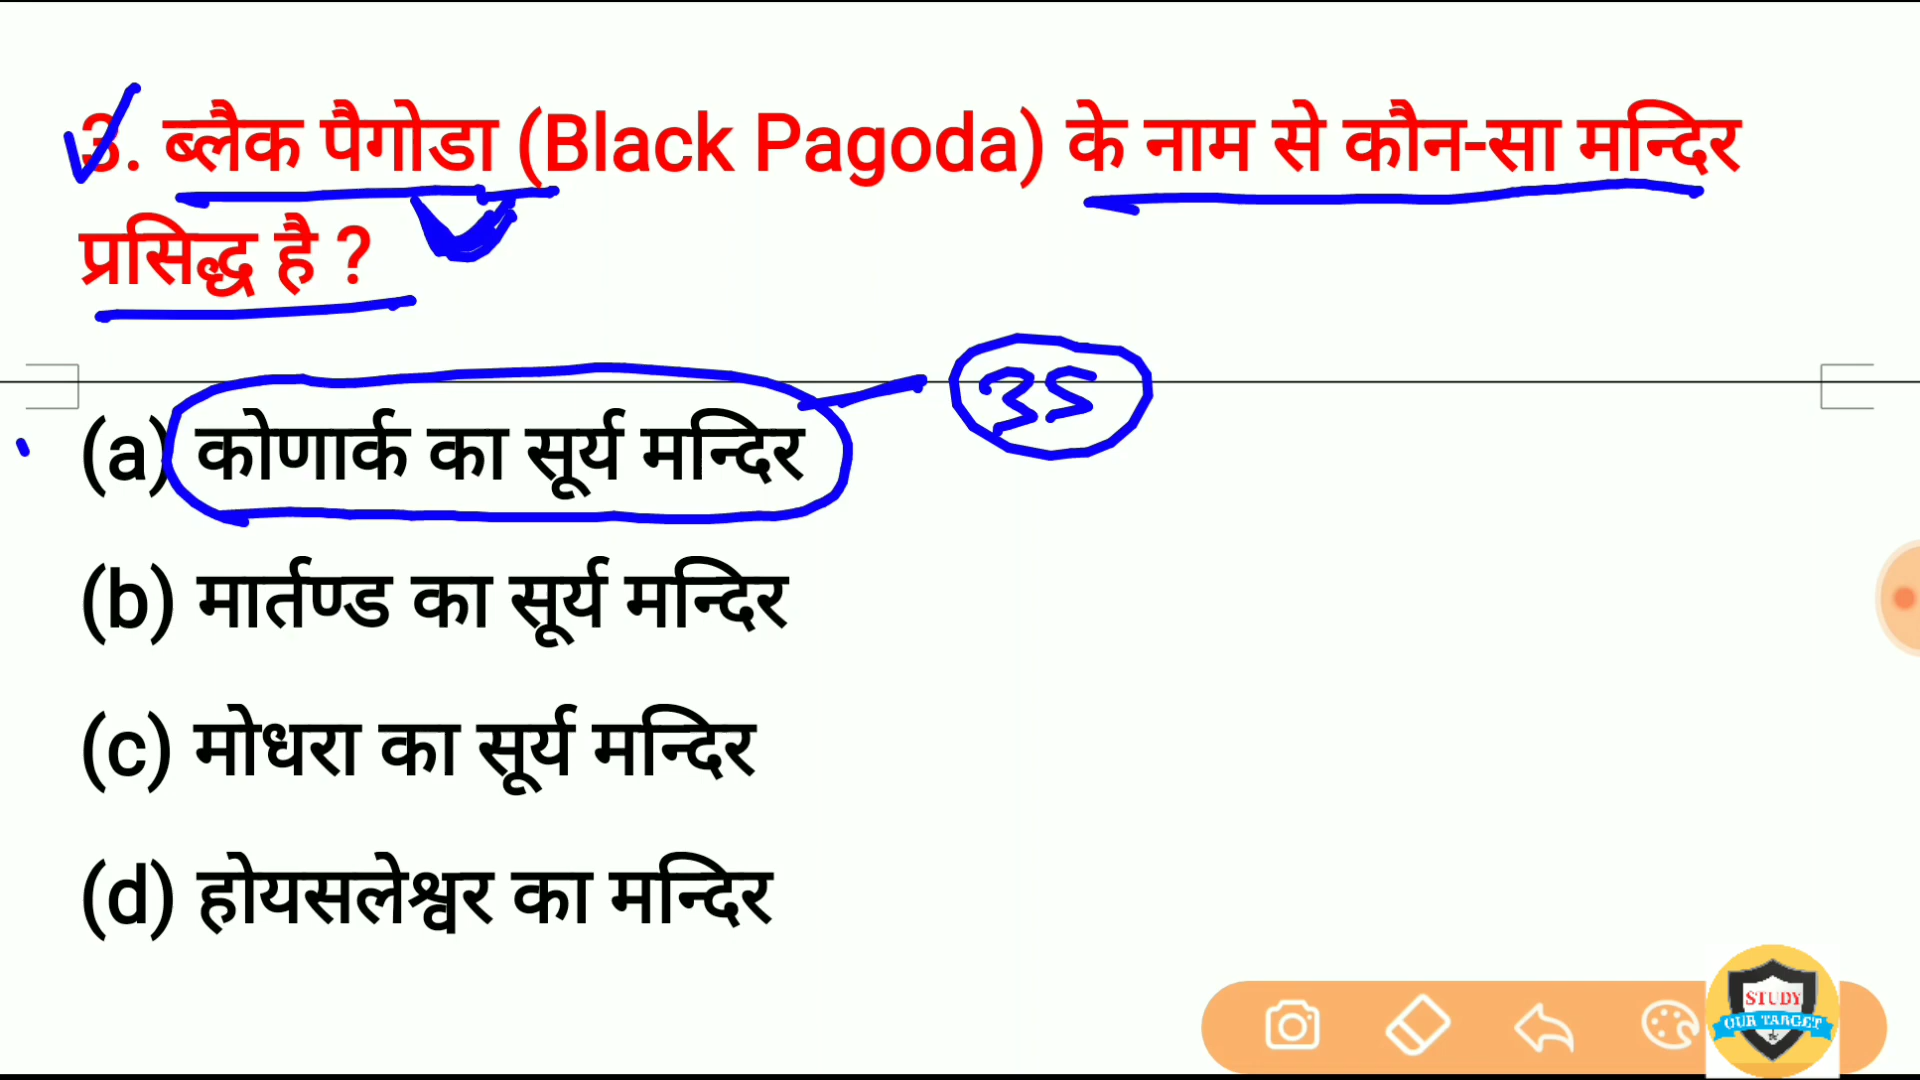 3. ब्लैक पैगोडा (Black Pagoda) के नाम से कौन-सा मन्दिर
प्रसिद्ध है ?
(a) कोणार्क का सूर्य मन्दिर
(b) मार्तण्ड का सूर्य मन्दिर
(c) मोधरा का सूर्य मन्दिर
(d) होयसलेश्वर का मन्दिर
STUDY
OUR TARGET